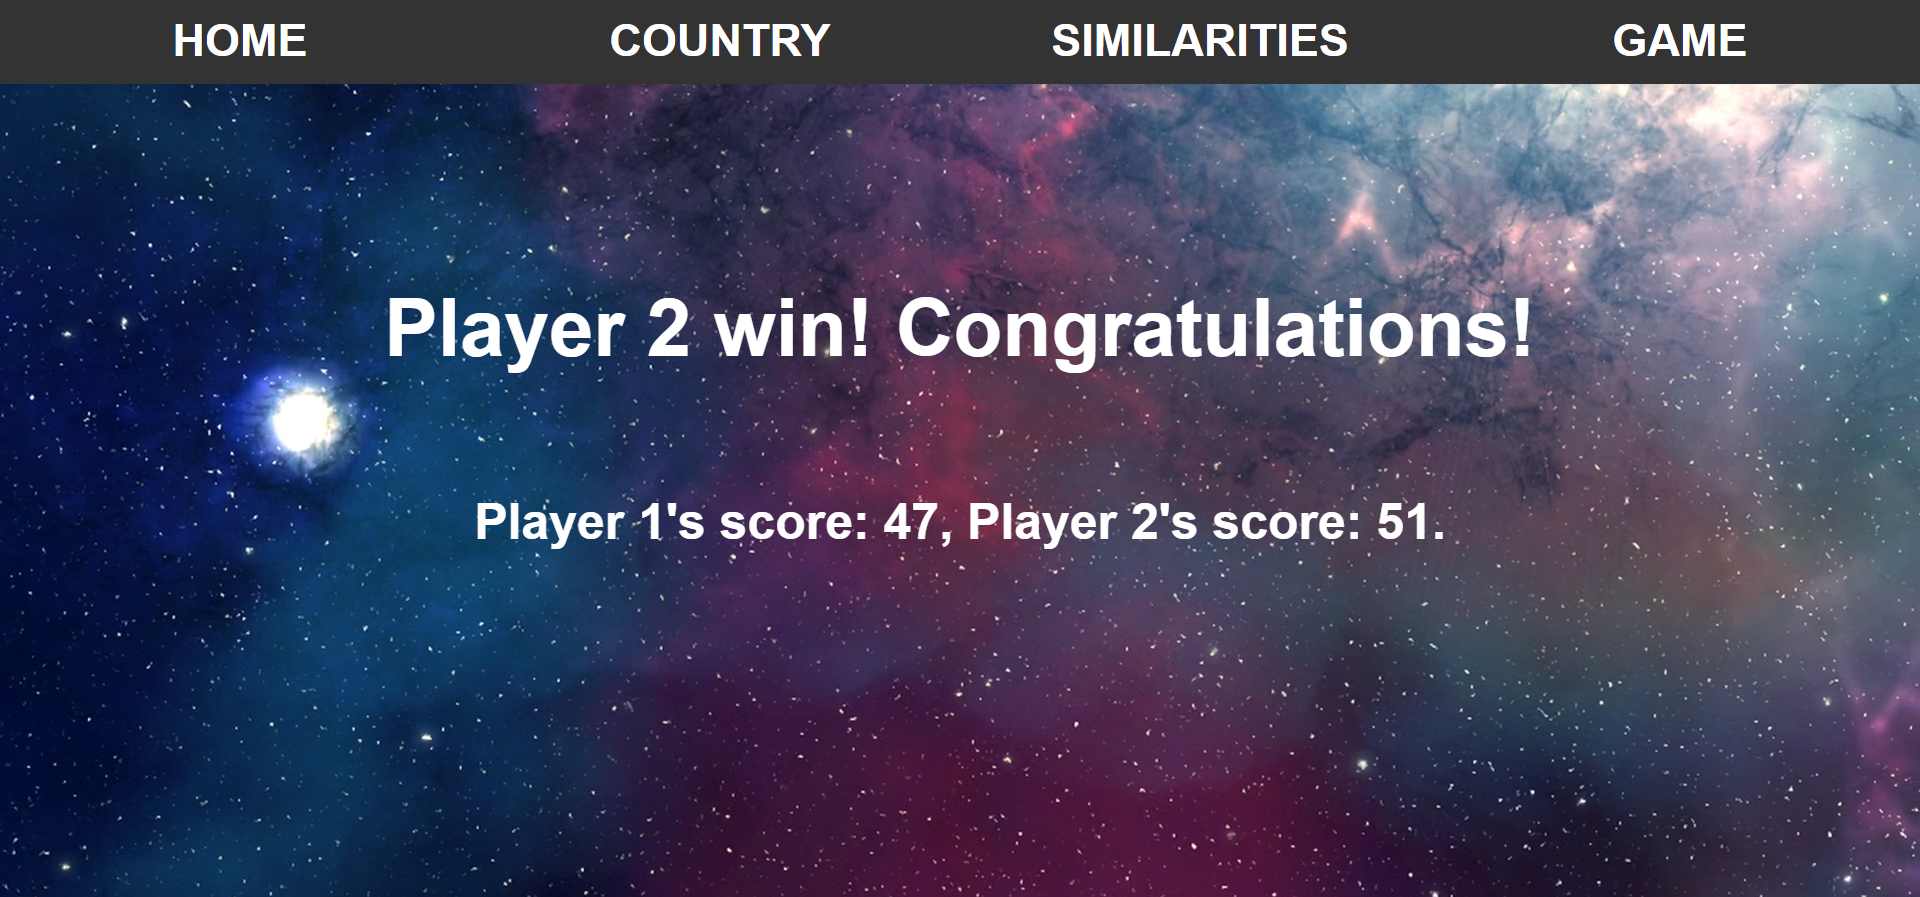 HOME COUNTRY SIMILARITIES GAME
Player 2 win! Congratulations!
Player 1's score: 47, Player 2's score: 51.